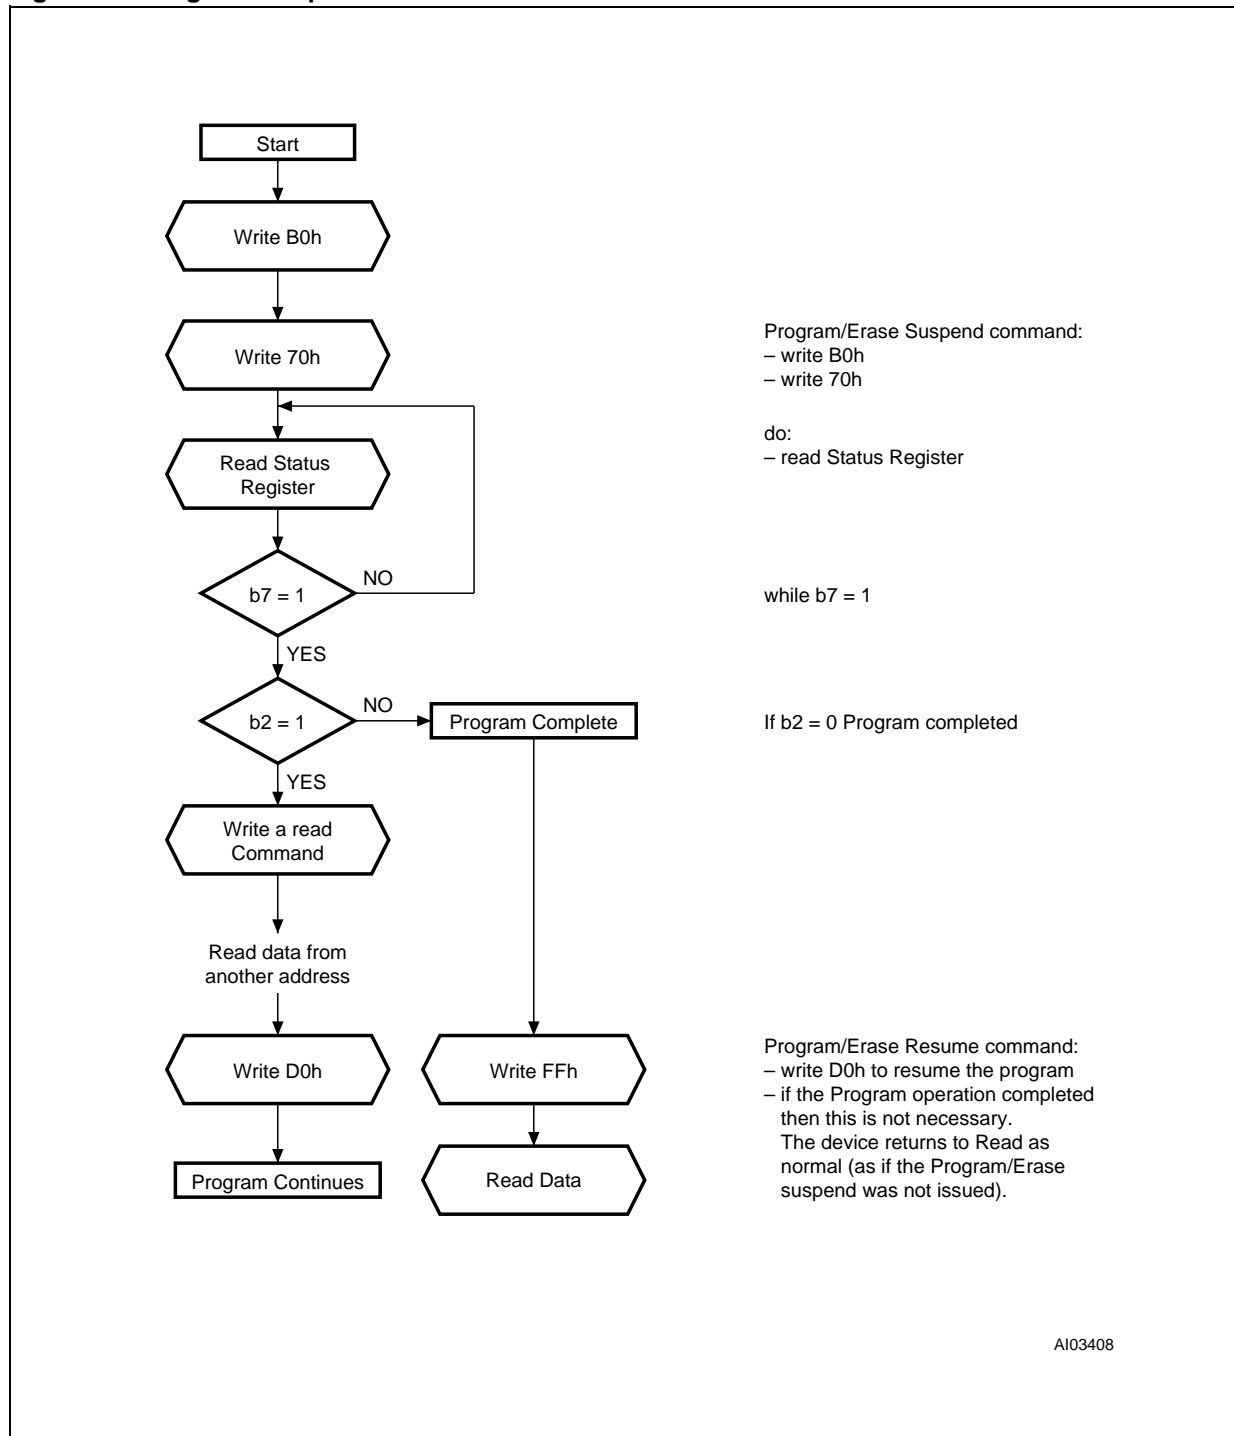 Start
Write B0h
Write 70h
Program/Erase Suspend command:
– write B0h
– write 70h
do:
– read Status Register
Read Status
Register
NO
b7 = 1
while b7 = 1
YES
NO
b2 = 1
Program Complete
If b2 = 0 Program completed
YES
Write a read
Command
Read data from
another address
Write D0h
Write FFh
Program/Erase Resume command:
– write D0h to resume the program
– if the Program operation completed
then this is not necessary.
The device returns to Read as
normal (as if the Program/Erase
suspend was not issued).
Program Continues
Read Data
AI03408